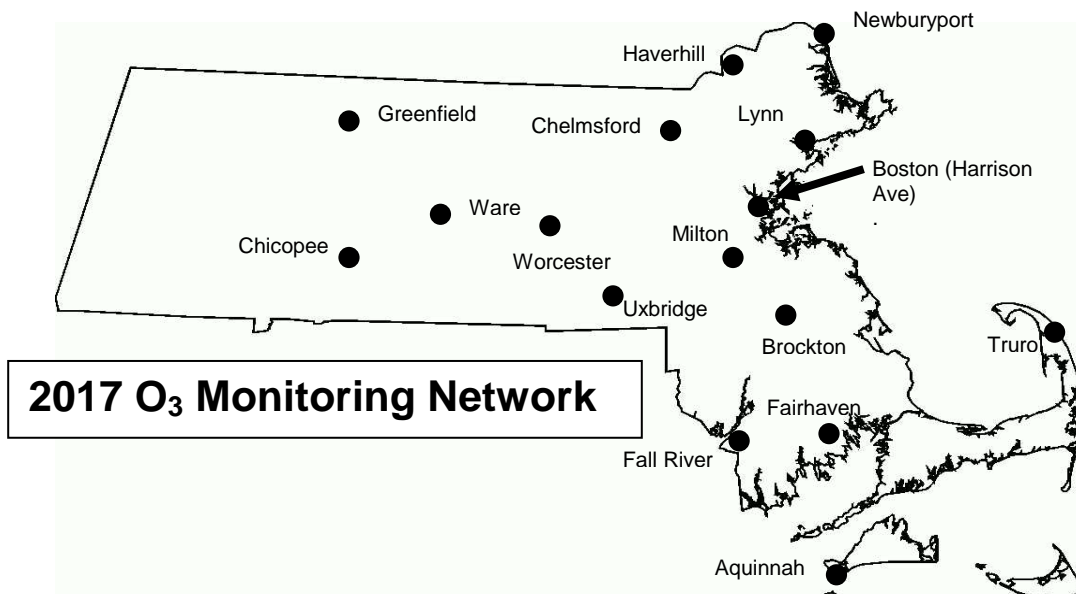 Newburyport
Haverhill
Greenfield
Chelmsford
Lynn
Boston (Harrison
Ave)
Ware
Milton
Chicopee
Worcester
Uxbridge
Brockton
Truro
2017 O₃ Monitoring Network
Fairhaven
Fall River
Aquinnah